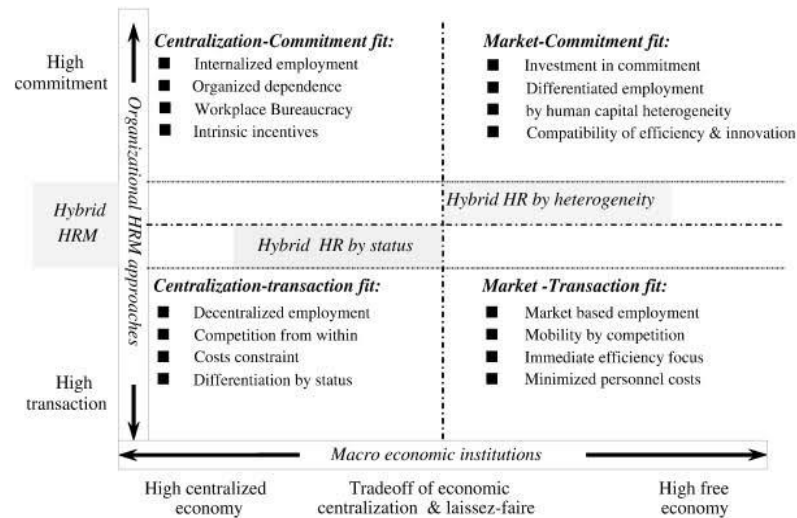 Centralization-Commitment fit:
■ Internalized employment
■ Organized dependence
■ Workplace Bureaucracy
■ Intrinsic incentives
Market-Commitment fit:
■ Investment in commitment
■ Differentiated employment
■ by human capital heterogeneity
■ Compatibility of efficiency & innovation
High
commitment
Organizational HRM approaches
Hybrid
HRM
Hybrid HR by heterogeneity
Hybrid HR by status
Centralization-transaction fit:
■ Decentralized employment
■ Competition from within
■ Costs constraint
■ Differentiation by status
Market -Transaction fit:
■ Market based employment
■ Mobility by competition
■ Immediate efficiency focus
■ Minimized personnel costs
High
transaction
Macro economic institutions
High centralized
economy
Tradeoff of economic
centralization & laissez-faire
High free
economy